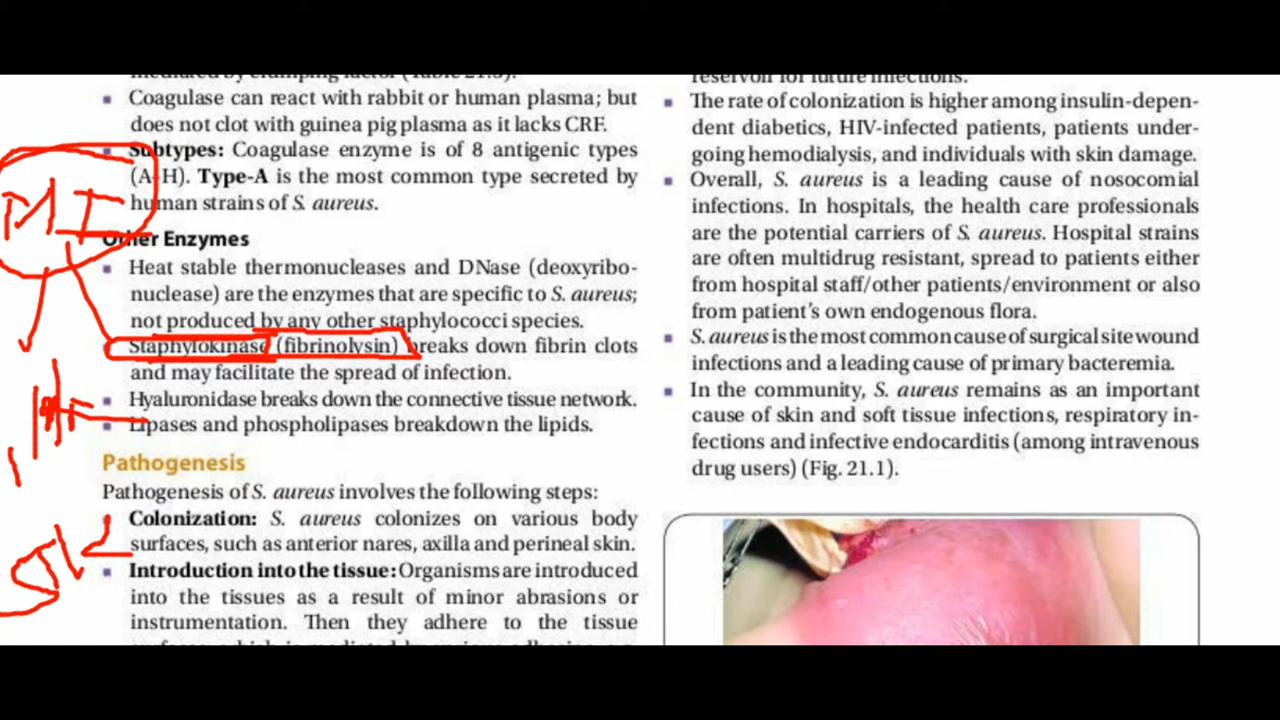 Coagulase can react with rabbit or human plasma; but
does not clot with guinea pig plasma as it lacks CRF.
Subtypes: Coagulase enzyme is of 8 antigenic types
(A-H). Type-A is the most common type secreted by
human strains of S. aureus.
MI
Other Enzymes
Heat stable thermonucleases and DNase (deoxyribo-
nuclease) are the enzymes that are specific to S. aureus;
not produced by any other staphylococci species.
Staphylokinase (fibrinolysin) breaks down fibrin clots
and may facilitate the spread of infection.
Hyaluronidase breaks down the connective tissue network.
Lipases and phospholipases breakdown the lipids.
Pathogenesis
Pathogenesis of S. aureus involves the following steps:
Colonization: S. aureus colonizes on various body
surfaces, such as anterior nares, axilla and perineal skin.
Introduction into the tissue: Organisms are introduced
into the tissues as a result of minor abrasions or
instrumentation. Then they adhere to the tissue
reservoir for future infections.
The rate of colonization is higher among insulin-depen-
dent diabetics, HIV-infected patients, patients under-
going hemodialysis, and individuals with skin damage.
Overall, S. aureus is a leading cause of nosocomial
infections. In hospitals, the health care professionals
are the potential carriers of S. aureus. Hospital strains
are often multidrug resistant, spread to patients either
from hospital staff/other patients/environment or also
from patient's own endogenous flora.
S. aureus is the most common cause of surgical site wound
infections and a leading cause of primary bacteremia.
In the community, S. aureus remains as an important
cause of skin and soft tissue infections, respiratory in-
fections and infective endocarditis (among intravenous
drug users) (Fig. 21.1).